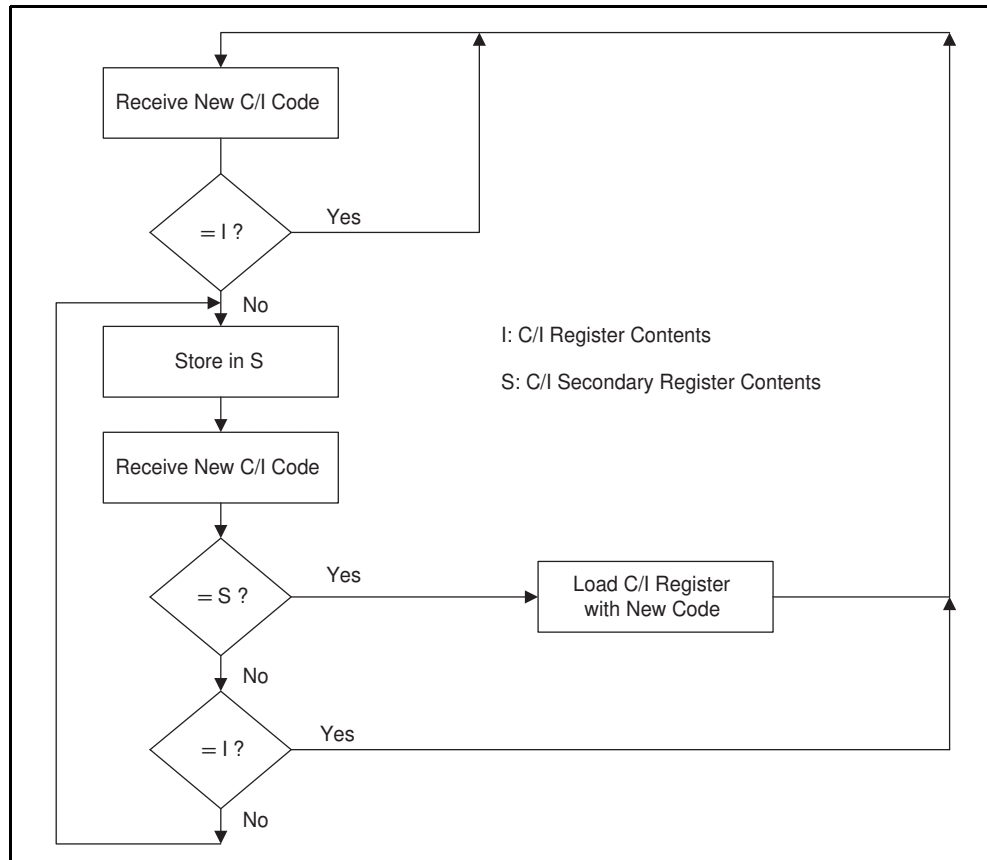 Receive New C/I Code
= I ?
Yes
No
Store in S
I: C/I Register Contents
S: C/I Secondary Register Contents
Receive New C/I Code
= S ?
Yes
Load C/I Register
with New Code
No
= I ?
Yes
No